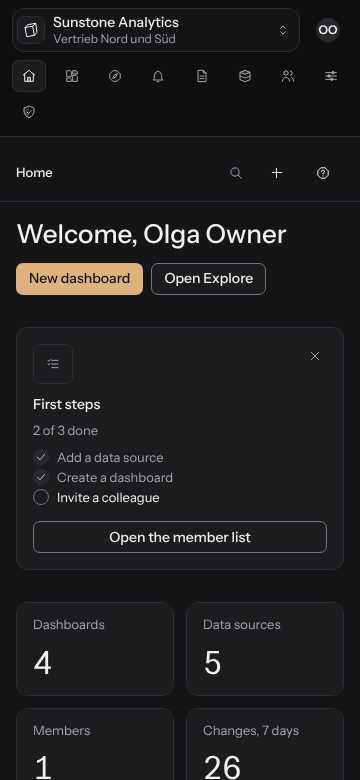 Sunstone Analytics
Vertrieb Nord und Süd
OO
Home
Welcome, Olga Owner
New dashboard
Open Explore
First steps
2 of 3 done
Add a data source
Create a dashboard
Invite a colleague
Open the member list
Dashboards
Data sources
4
5
Members
Changes, 7 days
1
26